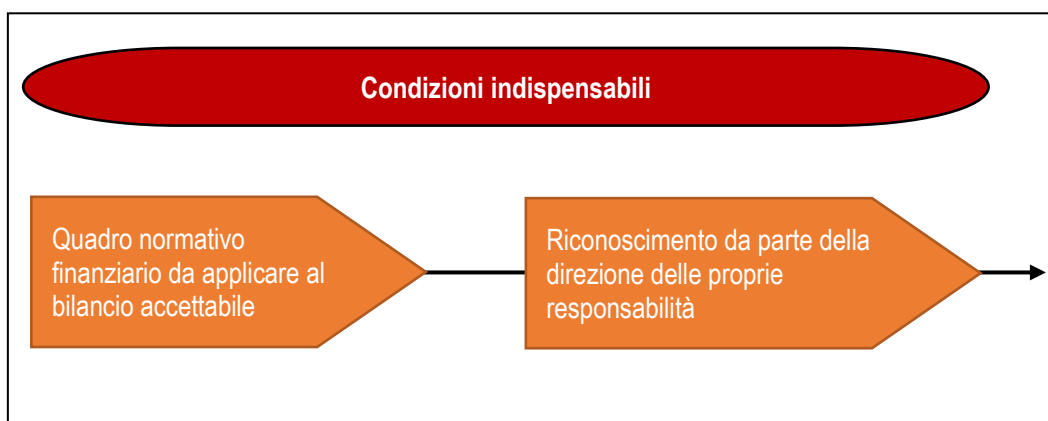 Condizioni indispensabili
Quadro normativo
finanziario da applicare al
bilancio accettabile
Riconoscimento da parte della
direzione delle proprie
responsabilità